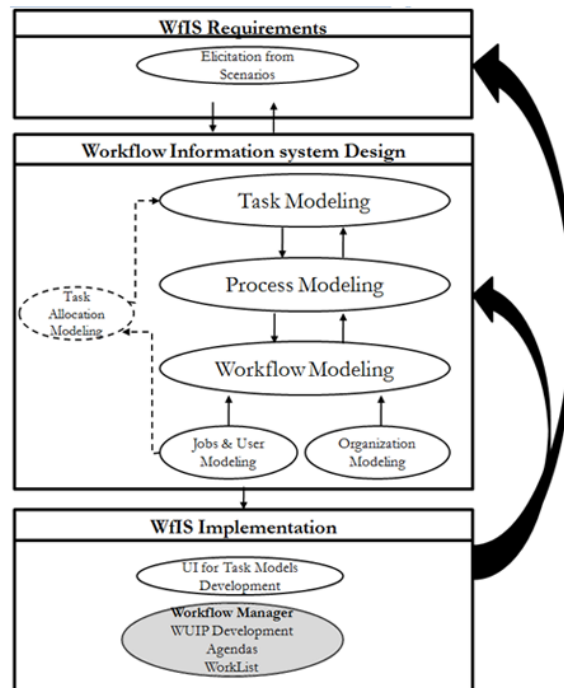 WfIS Requirements
Elicitation from
Scenarios
Workflow Information system Design
Task Modeling
Process Modeling
Task
Allocation
Modeling
Workflow Modeling
Jobs & User
Modeling
Organization
Modeling
WfIS Implementation
UI for Task Models
Development
Workflow Manager
WUIP Development
Agendas
WorkList